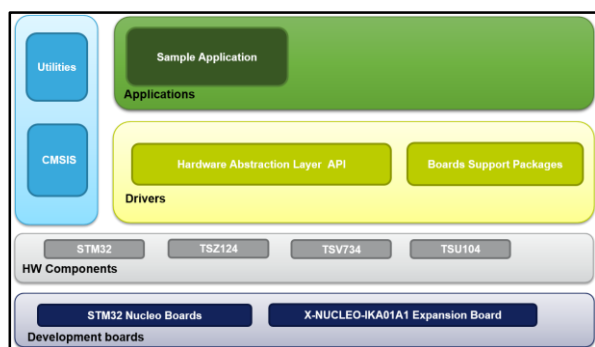 Utilities
CMSIS
Sample Application
Applications
Hardware Abstraction Layer API
Boards Support Packages
Drivers
STM32
TSZ124
TSV734
TSU104
HW Components
STM32 Nucleo Boards
X-NUCLEO-IKA01A1 Expansion Board
Development boards